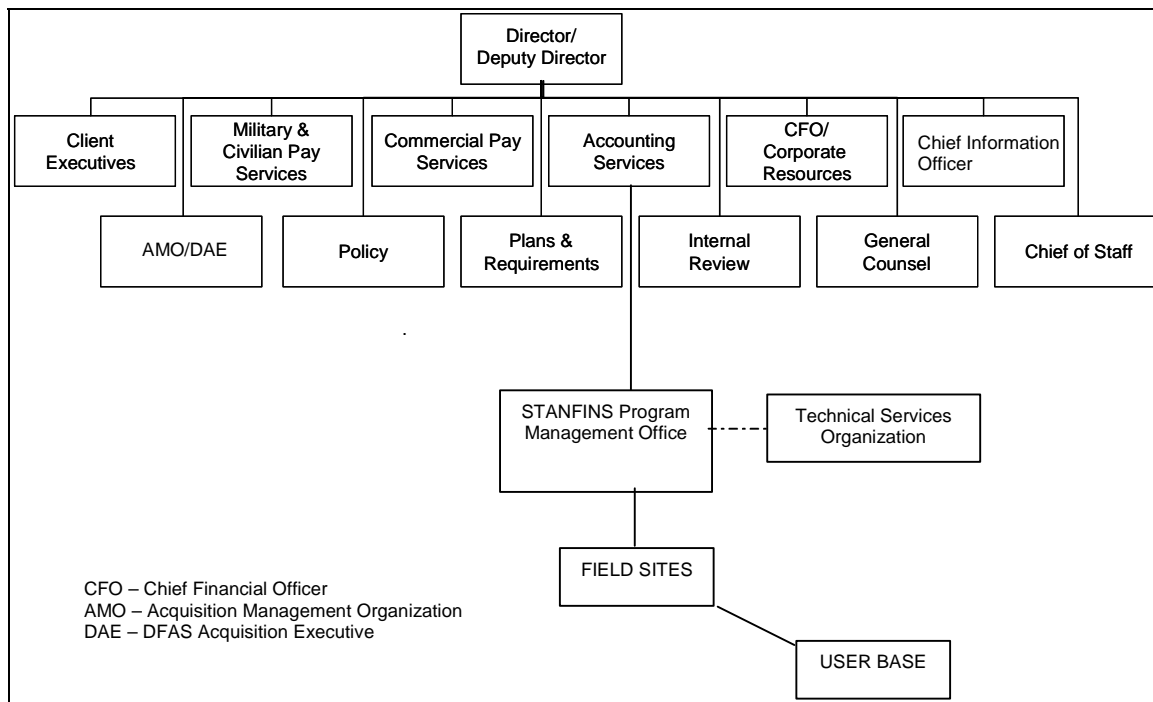 Director/
Deputy Director
Client
Executives
Military &
Civilian Pay
Services
Commercial Pay
Services
Accounting
Services
CFO/
Corporate
Resources
Chief Information
Officer
AMO/DAE
Policy
Plans &
Requirements
Internal
Review
General
Counsel
Chief of Staff
STANFINS Program
Management Office
Technical Services
Organization
FIELD SITES
CFO – Chief Financial Officer
AMO – Acquisition Management Organization
DAE – DFAS Acquisition Executive
USER BASE